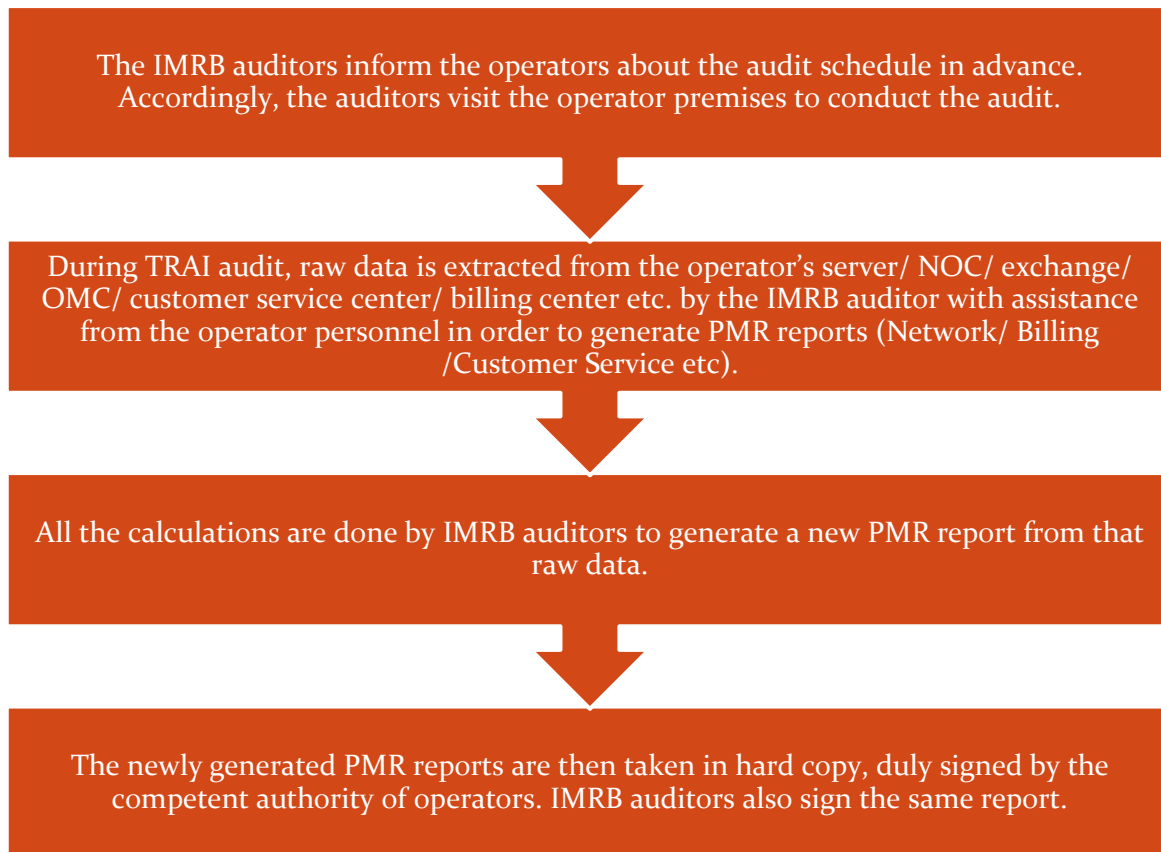 The IMRB auditors inform the operators about the audit schedule in advance.
Accordingly, the auditors visit the operator premises to conduct the audit.
During TRAI audit, raw data is extracted from the operator’s server/ NOC/ exchange/
OMC/ customer service center/ billing center etc. by the IMRB auditor with assistance
from the operator personnel in order to generate PMR reports (Network/ Billing
/Customer Service etc).
All the calculations are done by IMRB auditors to generate a new PMR report from that
raw data.
The newly generated PMR reports are then taken in hard copy, duly signed by the
competent authority of operators. IMRB auditors also sign the same report.